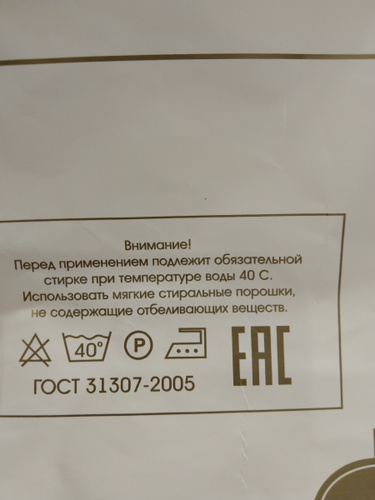 Внимание!
Перед применением подлежит обязательной
стирке при температуре воды 40 С.
Использовать мягкие стиральные порошки,
не содержащие отбеливающих веществ.
40° P EAC
ГОСТ 31307-2005